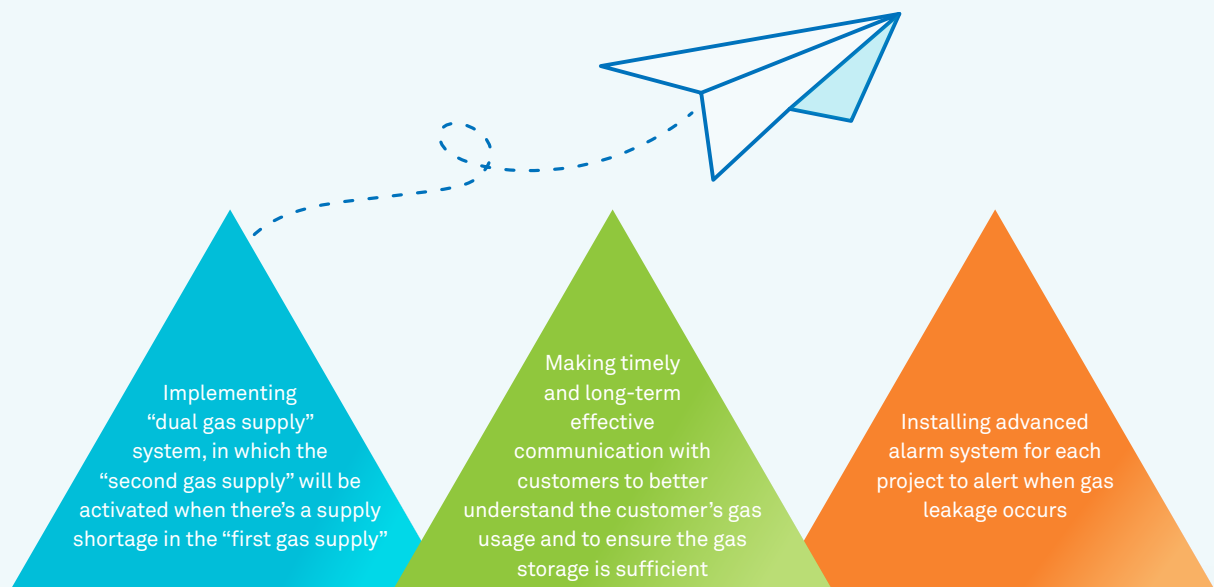 Implementing
“dual gas supply”
system, in which the
“second gas supply” will be
activated when there’s a supply
shortage in the “first gas supply”
Making timely
and long-term
effective
communication with
customers to better
understand the customer’s gas
usage and to ensure the gas
storage is sufficient
Installing advanced
alarm system for each
project to alert when gas
leakage occurs